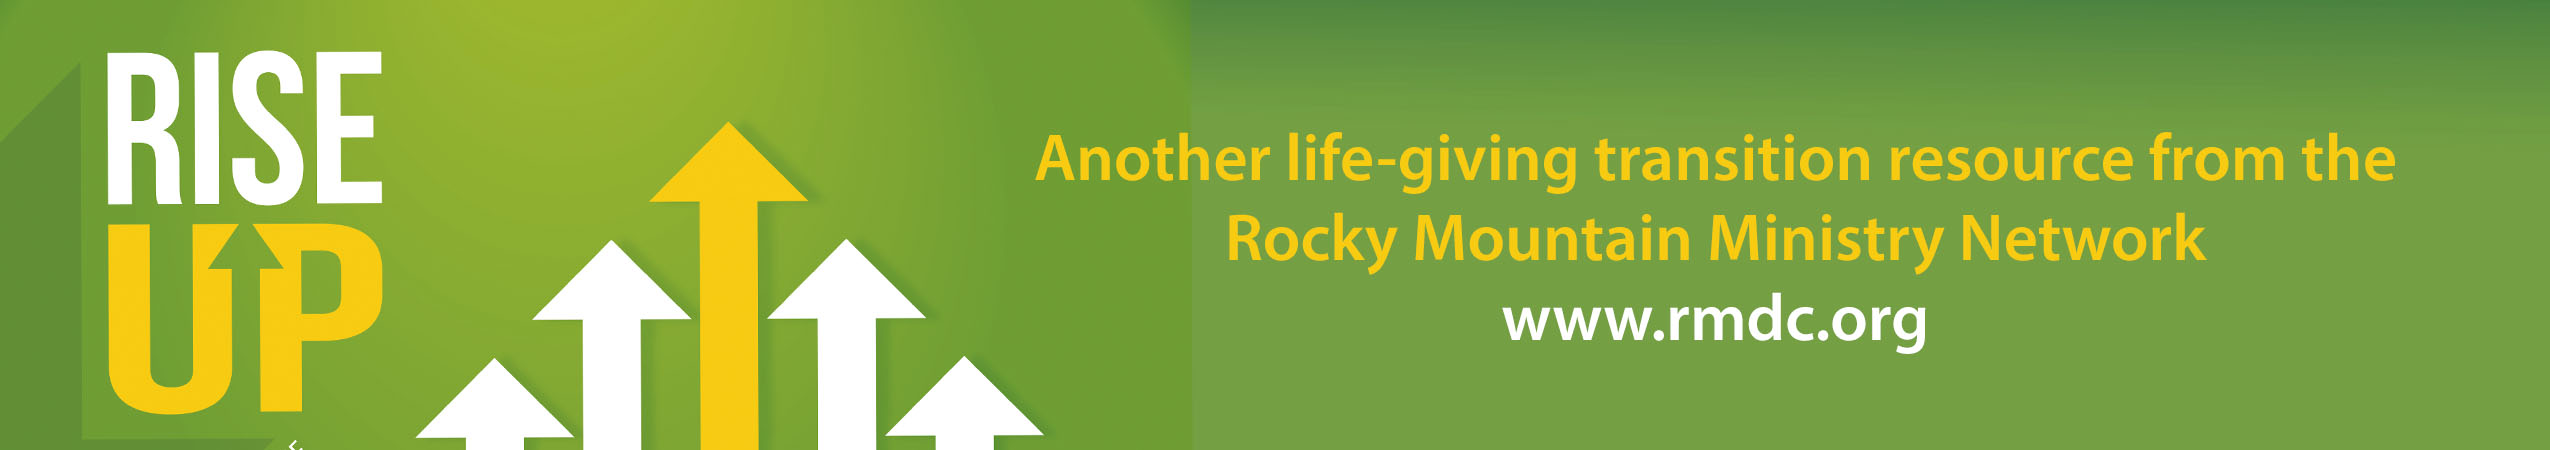 RISE
UP
Another life-giving transition resource from the
Rocky Mountain Ministry Network
www.rmdc.org